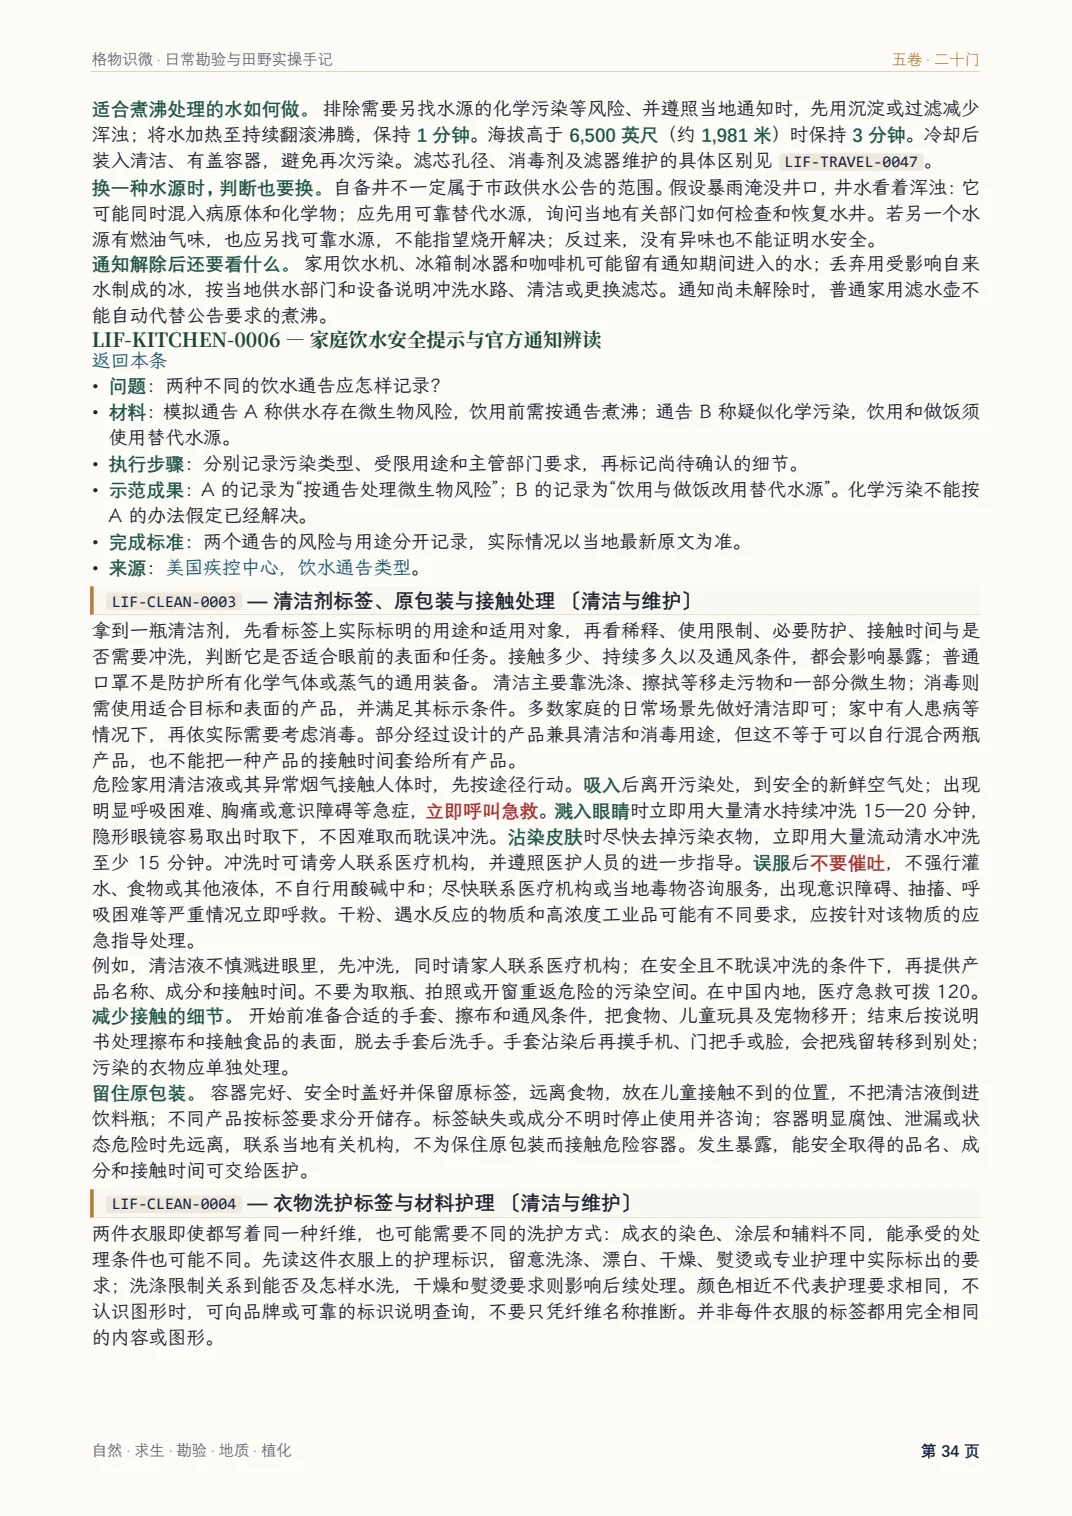 格物识微 · 日常勘验与田野实操手记
五卷 · 二十门
适合煮沸处理的水如何做。 排除需要另找水源的化学污染等风险、并遵照当地通知时，先用沉淀或过滤减少
浑浊；将水加热至持续翻滚沸腾，保持 1 分钟。海拔高于 6,500 英尺（约 1,981 米）时保持 3 分钟。冷却后
装入清洁、有盖容器，避免再次污染。滤芯孔径、消毒剂及滤器维护的具体区别见 LIF-TRAVEL-0047 。
换一种水源时，判断也要换。自备井不一定属于市政供水公告的范围。假设暴雨淹没井口，井水看着浑浊：它
可能同时混入病原体和化学物；应先用可靠替代水源，询问当地有关部门如何检查和恢复水井。若另一个水
源有燃油气味，也应另找可靠水源，不能指望烧开解决；反过来，没有异味也不能证明水安全。
通知解除后还要看什么。 家用饮水机、冰箱制冰器和咖啡机可能留有通知期间进入的水；丢弃用受影响自来
水制成的冰，按当地供水部门和设备说明冲洗水路、清洁或更换滤芯。通知尚未解除时，普通家用滤水壶不
能自动代替公告要求的煮沸。
LIF-KITCHEN-0006 — 家庭饮水安全提示与官方通知辨读
返回本条
• 问题：两种不同的饮水通告应怎样记录？
• 材料：模拟通告 A 称供水存在微生物风险，饮用前需按通告煮沸；通告 B 称疑似化学污染，饮用和做饭须
使用替代水源。
• 执行步骤：分别记录污染类型、受限用途和主管部门要求，再标记尚待确认的细节。
• 示范成果：A 的记录为“按通告处理微生物风险”；B 的记录为“饮用与做饭改用替代水源”。化学污染不能按
A 的办法假定已经解决。
• 完成标准：两个通告的风险与用途分开记录，实际情况以当地最新原文为准。
• 来源：美国疾控中心，饮水通告类型。
LIF-CLEAN-0003 — 清洁剂标签、原包装与接触处理 〔清洁与维护〕
拿到一瓶清洁剂，先看标签上实际标明的用途和适用对象，再看稀释、使用限制、必要防护、接触时间与是
否需要冲洗，判断它是否适合眼前的表面和任务。接触多少、持续多久以及通风条件，都会影响暴露；普通
口罩不是防护所有化学气体或蒸气的通用装备。 清洁主要靠洗涤、擦拭等移走污物和一部分微生物；消毒则
需使用适合目标和表面的产品，并满足其标示条件。多数家庭的日常场景先做好清洁即可；家中有人患病等
情况下，再依实际需要考虑消毒。部分经过设计的产品兼具清洁和消毒用途，但这不等于可以自行混合两瓶
产品，也不能把一种产品的接触时间套给所有产品。
危险家用清洁液或其异常烟气接触人体时，先按途径行动。吸入后离开污染处，到安全的新鲜空气处；出现
明显呼吸困难、胸痛或意识障碍等急症，立即呼叫急救。溅入眼睛时立即用大量清水持续冲洗 15—20 分钟，
隐形眼镜容易取出时取下，不因难取而耽误冲洗。沾染皮肤时尽快去掉污染衣物，立即用大量流动清水冲洗
至少 15 分钟。冲洗时可请旁人联系医疗机构，并遵照医护人员的进一步指导。误服后不要催吐，不强行灌
水、食物或其他液体，不自行用酸碱中和；尽快联系医疗机构或当地毒物咨询服务，出现意识障碍、抽搐、呼
吸困难等严重情况立即呼救。干粉、遇水反应的物质和高浓度工业品可能有不同要求，应按针对该物质的应
急指导处理。
例如，清洁液不慎溅进眼里，先冲洗，同时请家人联系医疗机构；在安全且不耽误冲洗的条件下，再提供产
品名称、成分和接触时间。不要为取瓶、拍照或开窗重返危险的污染空间。在中国内地，医疗急救可拨 120。
减少接触的细节。 开始前准备合适的手套、擦布和通风条件，把食物、儿童玩具及宠物移开；结束后按说明
书处理擦布和接触食品的表面，脱去手套后洗手。手套沾染后再摸手机、门把手或脸，会把残留转移到别处；
污染的衣物应单独处理。
留住原包装。 容器完好、安全时盖好并保留原标签，远离食物，放在儿童接触不到的位置，不把清洁液倒进
饮料瓶；不同产品按标签要求分开储存。标签缺失或成分不明时停止使用并咨询；容器明显腐蚀、泄漏或状
态危险时先远离，联系当地有关机构，不为保住原包装而接触危险容器。发生暴露，能安全取得的品名、成
分和接触时间可交给医护。
LIF-CLEAN-0004 — 衣物洗护标签与材料护理 〔清洁与维护〕
两件衣服即使都写着同一种纤维，也可能需要不同的洗护方式：成衣的染色、涂层和辅料不同，能承受的处
理条件也可能不同。先读这件衣服上的护理标识，留意洗涤、漂白、干燥、熨烫或专业护理中实际标出的要
求；洗涤限制关系到能否及怎样水洗，干燥和熨烫要求则影响后续处理。颜色相近不代表护理要求相同，不
认识图形时，可向品牌或可靠的标识说明查询，不要只凭纤维名称推断。并非每件衣服的标签都用完全相同
的内容或图形。
自然 · 求生 · 勘验 · 地质 · 植化
第 34 页